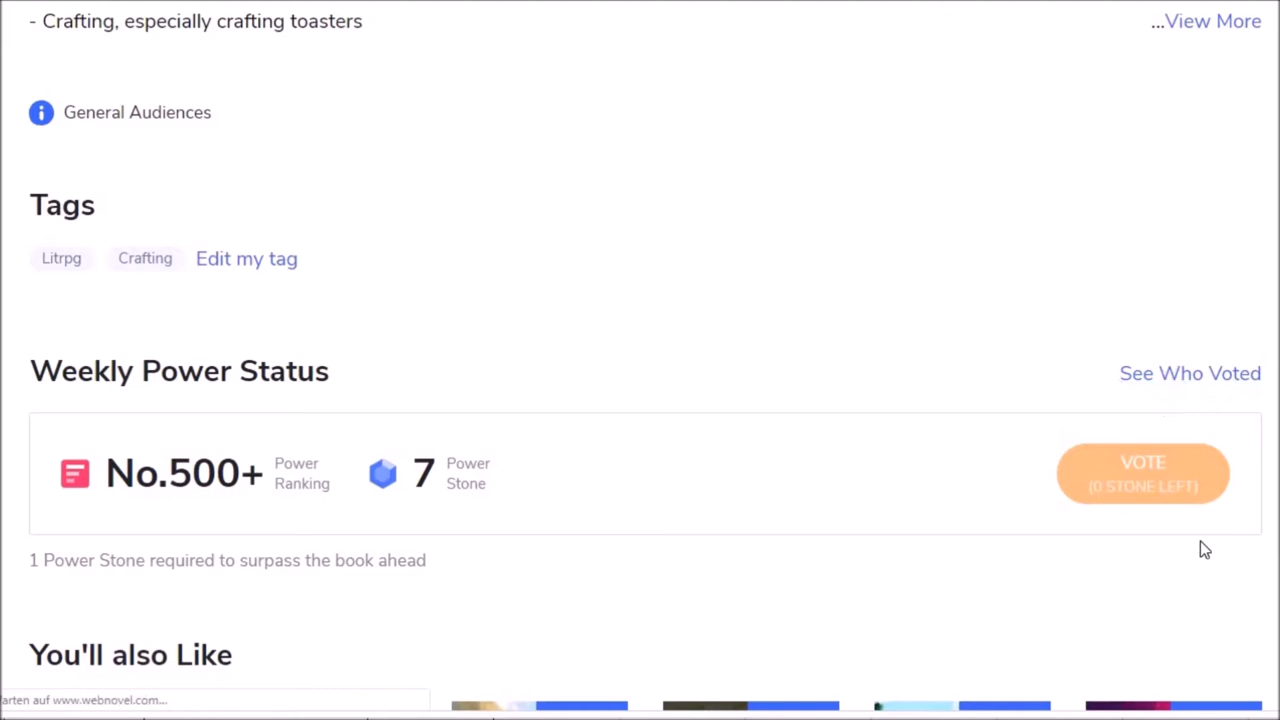 - Crafting, especially crafting toasters
...View More
General Audiences
Tags
Litrpg Crafting Edit my tag
Weekly Power Status
See Who Voted
No.500+ Power Ranking
7 Power Stone
VOTE
(0 STONE LEFT)
1 Power Stone required to surpass the book ahead
You'll also Like
arten auf www.webnovel.com...